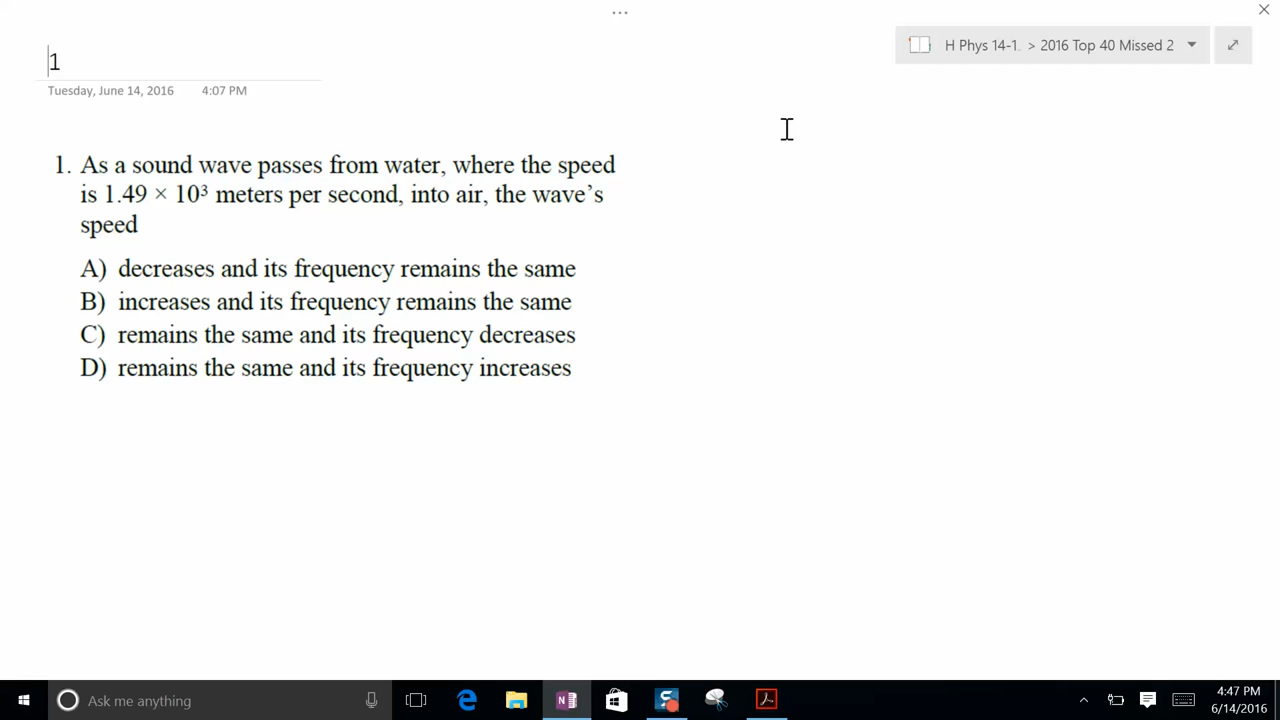 ...
H Phys 14-1. > 2016 Top 40 Missed 2
1
Tuesday, June 14, 2016 4:07 PM
1. As a sound wave passes from water, where the speed
is 1.49 × 10³ meters per second, into air, the wave’s
speed
A) decreases and its frequency remains the same
B) increases and its frequency remains the same
C) remains the same and its frequency decreases
D) remains the same and its frequency increases
Ask me anything
4:47 PM
6/14/2016